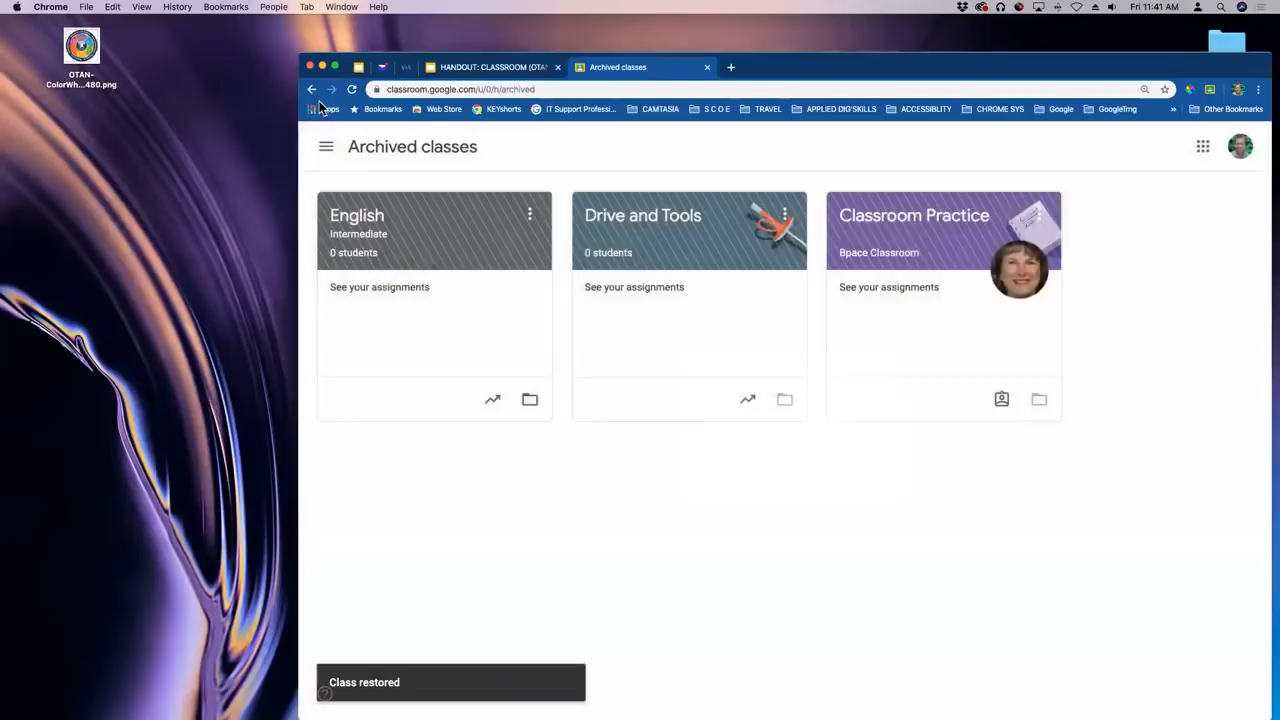 Chrome File Edit View History Bookmarks People Tab Window Help
Fri 11:41 AM
OTAN-
ColorWh...480.png
HANDOUT: CLASSROOM (OTA
Archived classes
classroom.google.com/u/0/h/archived
Bookmarks Web Store KEYshorts IT Support Professi... CAMTASIA S C O E TRAVEL APPLIED DIG'SKILLS ACCESSIBLITY CHROME SYS Google GoogleTrng » Other Bookmarks
Archived classes
English
Intermediate
0 students
See your assignments
Drive and Tools
0 students
See your assignments
Classroom Practice
Bpace Classroom
See your assignments
Class restored